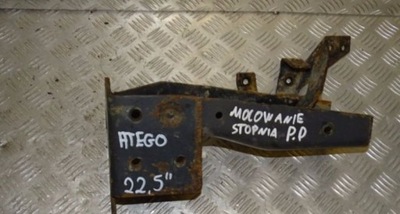 ATEGO
22,5"
MOCOWANIE
STOPNIA P.P